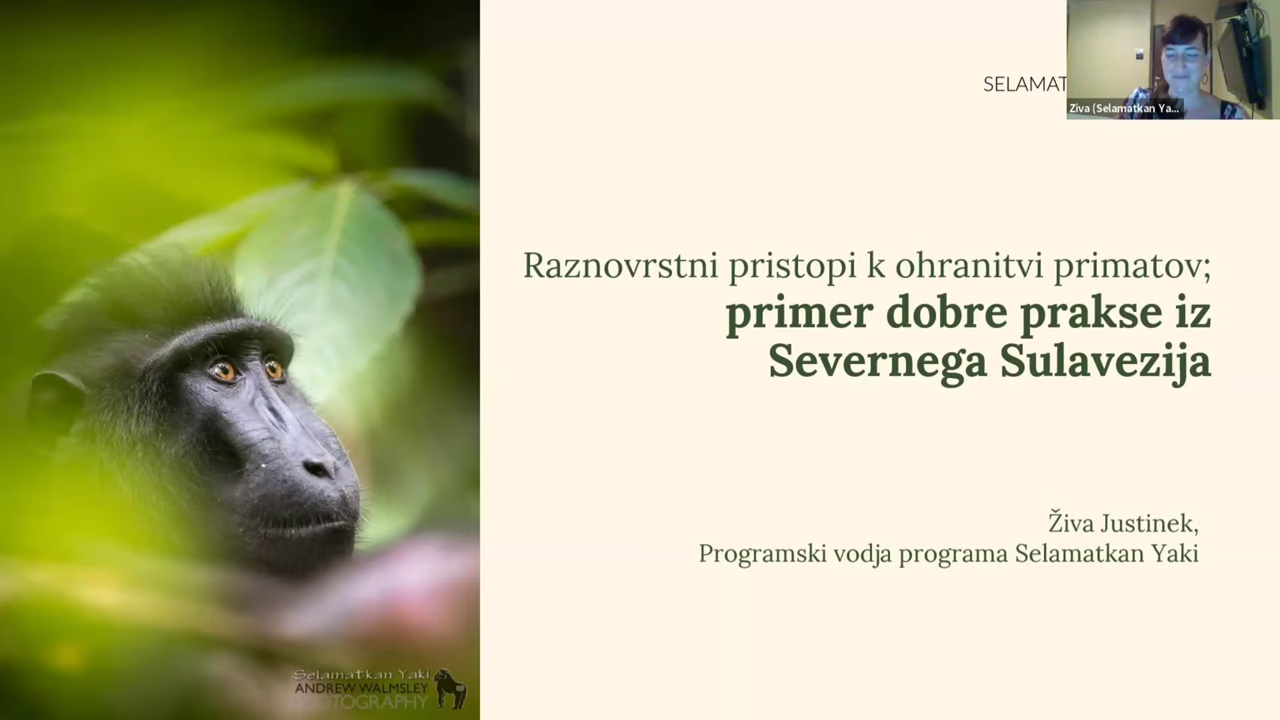 SELAMAT
Živa (Selamatkan Ya...
Raznovrstni pristopi k ohranitvi primatov;
primer dobre prakse iz
Severnega Sulavezija
Živa Justinek,
Programski vodja programa Selamatkan Yaki
Selamatkan Yaki
ANDREW WALMSLEY
PHOTOGRAPHY